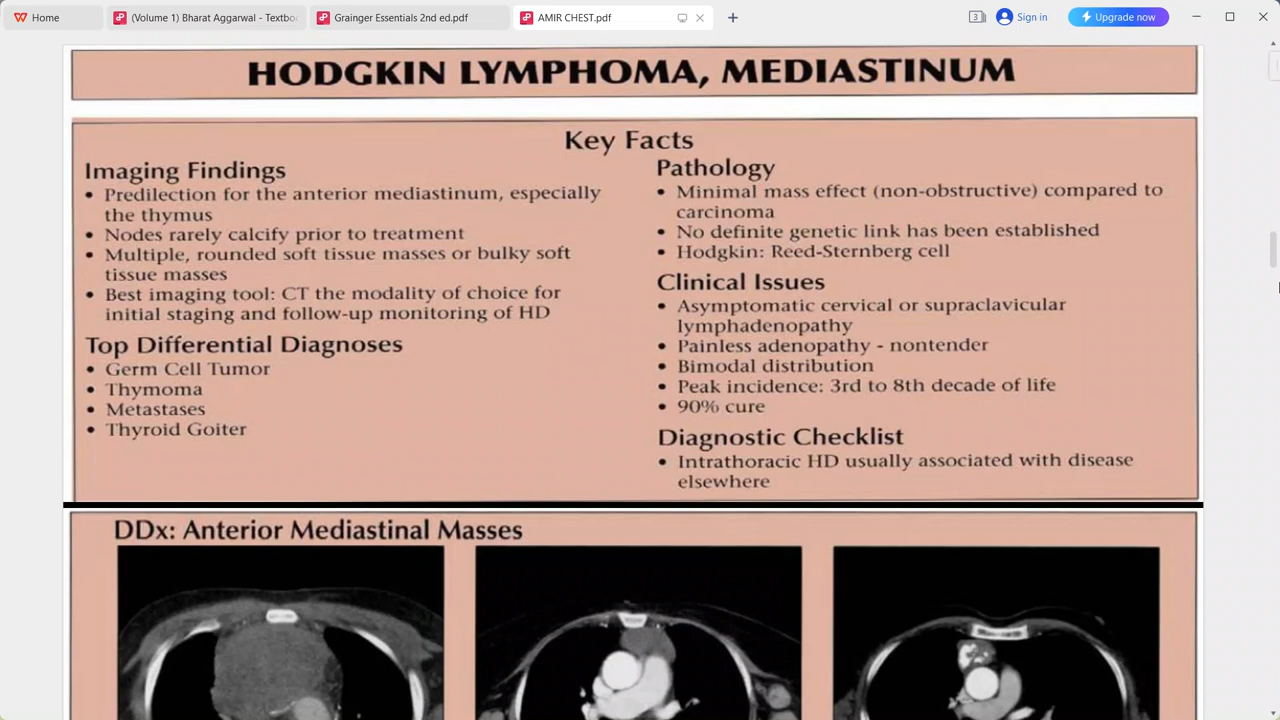 Home
(Volume 1) Bharat Aggarwal - Textbo
Grainger Essentials 2nd ed.pdf
AMIR CHEST.pdf
3
Sign in
Upgrade now
HODGKIN LYMPHOMA, MEDIASTINUM
Key Facts
Imaging Findings
• Predilection for the anterior mediastinum, especially
the thymus
• Nodes rarely calcify prior to treatment
• Multiple, rounded soft tissue masses or bulky soft
tissue masses
• Best imaging tool: CT the modality of choice for
initial staging and follow-up monitoring of HD
Top Differential Diagnoses
• Germ Cell Tumor
• Thymoma
• Metastases
• Thyroid Goiter
Pathology
• Minimal mass effect (non-obstructive) compared to
carcinoma
• No definite genetic link has been established
• Hodgkin: Reed-Sternberg cell
Clinical Issues
• Asymptomatic cervical or supraclavicular
lymphadenopathy
• Painless adenopathy - nontender
• Bimodal distribution
• Peak incidence: 3rd to 8th decade of life
• 90% cure
Diagnostic Checklist
• Intrathoracic HD usually associated with disease
elsewhere
DDx: Anterior Mediastinal Masses